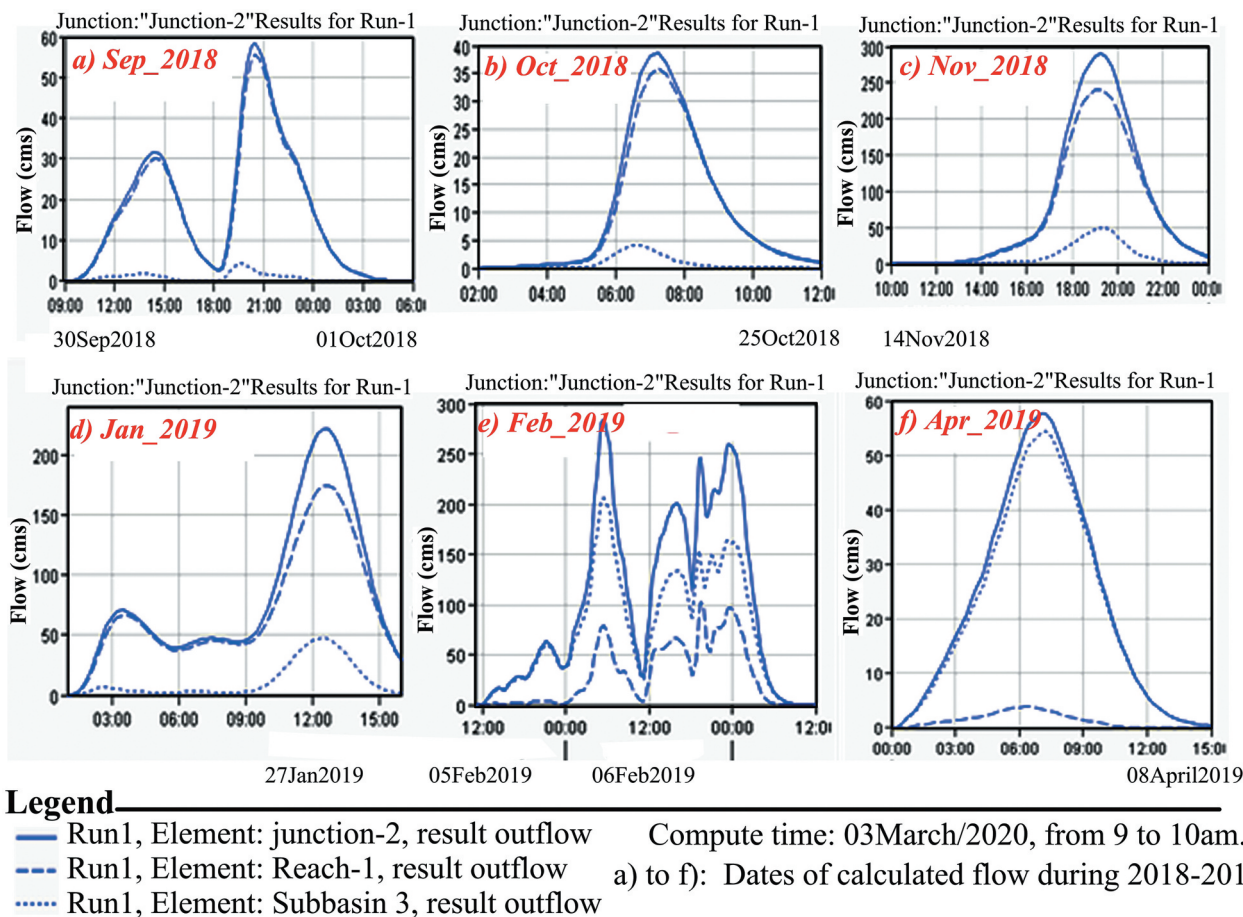 Junction:"Junction-2"Results for Run-1
a) Sep_2018
Flow (cms)
60
50
40
30
20
10
0
09:00 12:00 15:00 18:00 21:00 00:00 03:00 06:0
30Sep2018 01Oct2018
Junction:"Junction-2"Results for Run-1
b) Oct_2018
Flow (cms)
40
35
30
25
20
15
10
5
0
02:00 04:00 06:00 08:00 10:00 12:0
25Oct2018
Junction:"Junction-2"Results for Run-1
c) Nov_2018
Flow (cms)
300
250
200
150
100
50
0
10:00 12:00 14:00 16:00 18:00 20:00 22:00 00:0
14Nov2018
Junction:"Junction-2"Results for Run-1
d) Jan_2019
Flow (cms)
200
150
100
50
0
03:00 06:00 09:00 12:00 15:00
27Jan2019
Junction:"Junction-2"Results for Run-1
e) Feb_2019
Flow (cms)
300
250
200
150
100
50
0
12:00 00:00 12:00 00:00 12:0
05Feb2019 06Feb2019
Junction:"Junction-2"Results for Run-1
f) Apr_2019
Flow (cms)
60
50
40
30
20
10
0
00:00 03:00 06:00 09:00 12:00 15:0
08April2019
Legend
Run1, Element: junction-2, result outflow
Run1, Element: Reach-1, result outflow
Run1, Element: Subbasin 3, result outflow
Compute time: 03March/2020, from 9 to 10am.
a) to f): Dates of calculated flow during 2018-201